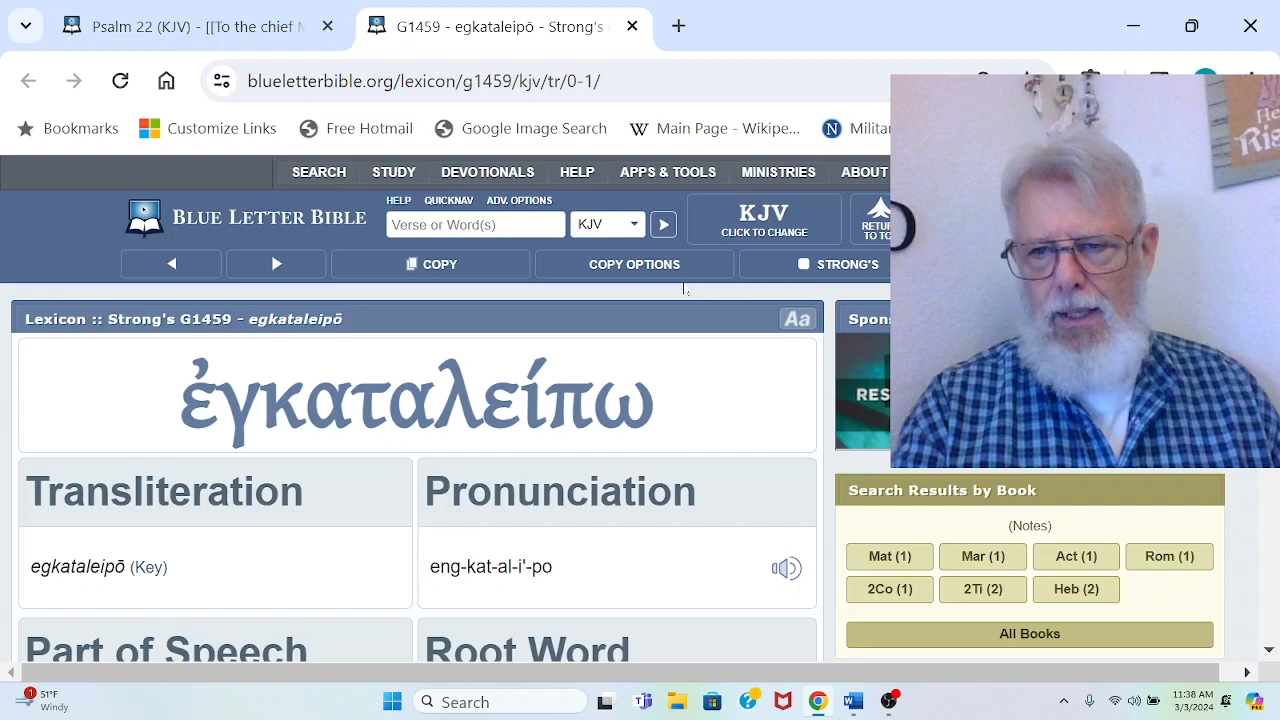 Psalm 22 (KJV) - [[To the chief M
G1459 - egkataleipō - Strong's
blueletterbible.org/lexicon/g1459/kjv/tr/0-1/
Bookmarks Customize Links Free Hotmail Google Image Search Main Page - Wikipe... Milita
SEARCH STUDY DEVOTIONALS HELP APPS & TOOLS MINISTRIES ABOUT
HELP QUICKNAV ADV. OPTIONS
BLUE LETTER BIBLE
Verse or Word(s) KJV
KJV
CLICK TO CHANGE
RETU
TO TO
COPY COPY OPTIONS STRONG'S
Lexicon :: Strong's G1459 - egkataleipō Aa
Spons
ἐγκαταλείπω
RES
Transliteration
Pronunciation
egkataleipō (Key)
eng-kat-al-i'-po
Part of Speech
Root Word
Search Results by Book
(Notes)
Mat (1) Mar (1) Act (1) Rom (1)
2Co (1) 2Ti (2) Heb (2)
All Books
1
51°F
Windy
Search
11:38 AM
3/3/2024